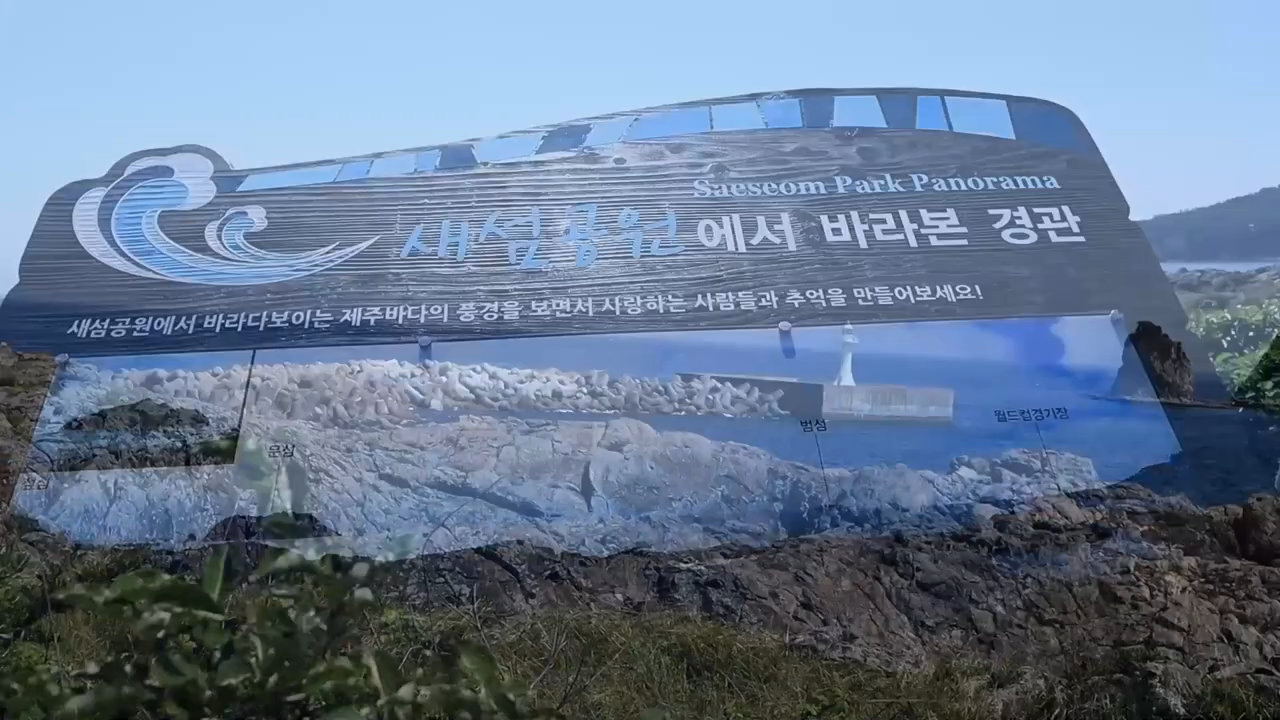 Saeseom Park Panorama
새섬공원에서 바라본 경관
새섬공원에서 바라다보이는 제주바다의 풍경을 보면서 사랑하는 사람들과 추억을 만들어보세요!
범섬
월드컵경기장
문섬